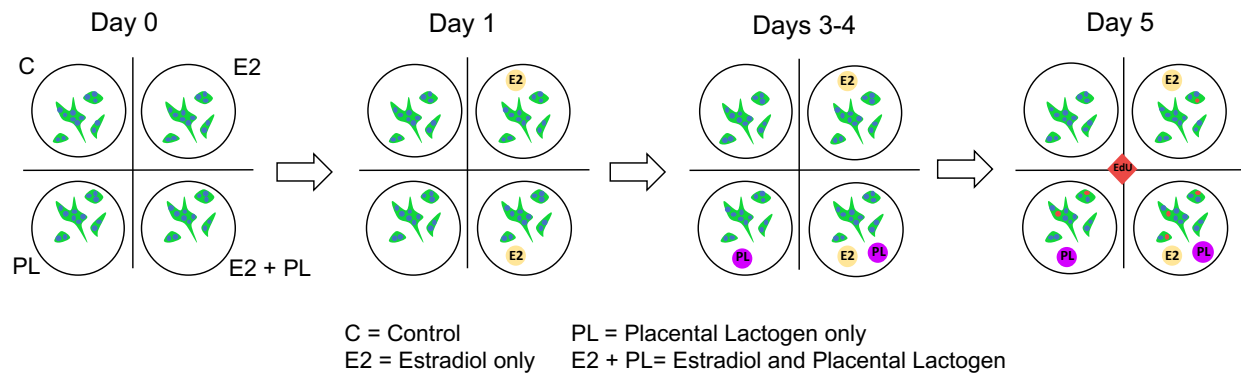 Day 0
Day 1
Days 3-4
Day 5
C
E2
PL
E2 + PL
E2
E2
E2
PL
E2
PL
E2
EdU
PL
E2
PL
C = Control
PL = Placental Lactogen only
E2 = Estradiol only
E2 + PL= Estradiol and Placental Lactogen